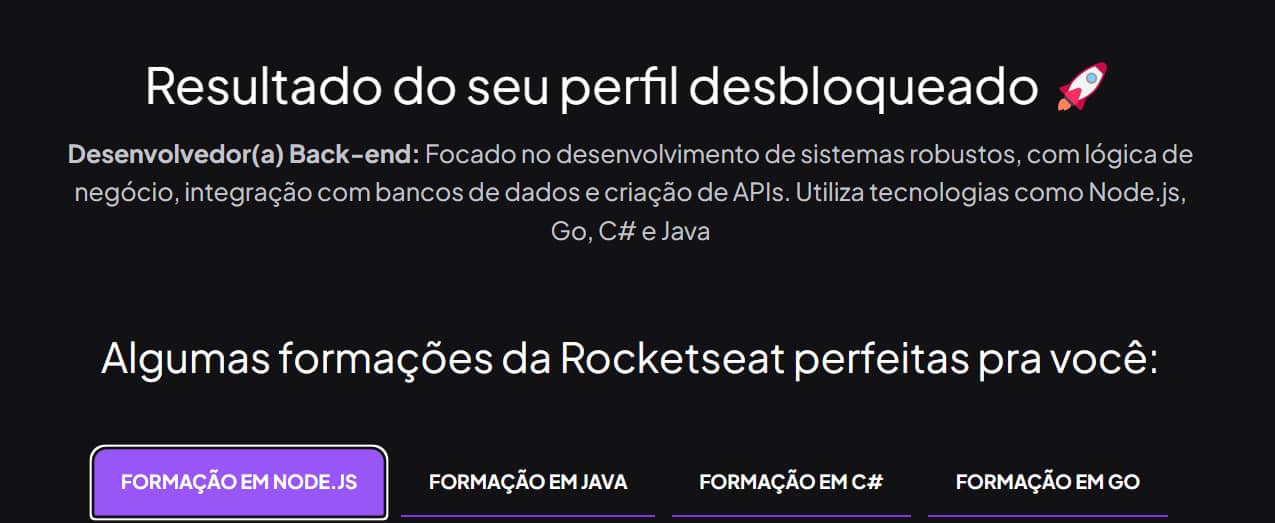 Resultado do seu perfil desbloqueado 🚀
Desenvolvedor(a) Back-end: Focado no desenvolvimento de sistemas robustos, com lógica de
negócio, integração com bancos de dados e criação de APIs. Utiliza tecnologias como Node.js,
Go, C# e Java
Algumas formações da Rocketseat perfeitas pra você:
FORMAÇÃO EM NODE.JS FORMAÇÃO EM JAVA FORMAÇÃO EM C# FORMAÇÃO EM GO